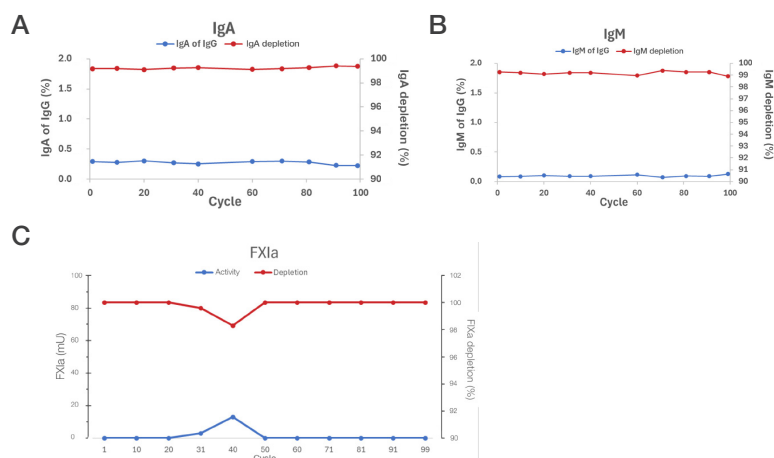 A
IgA
IgA of IgG IgA depletion
IgA of IgG (%)
2.0
1.5
1.0
0.5
0.0
100
98
96
94
92
90
IgA depletion (%)
0 20 40 60 80 100
Cycle
B
IgM
IgM of IgG IgM depletion
IgM of IgG (%)
2.0
1.5
1.0
0.5
0,0
100
99
98
97
96
95
94
93
92
91
90
IgM depletion (%)
0 20 40 60 80 100
Cycle
C
FXIa
Activity Depletion
FXIa (mU)
100
80
60
40
20
0
102
100
98
96
94
92
90
FIXa depletion (%)
1 10 20 31 40 50 60 71 81 91 99
Cycle